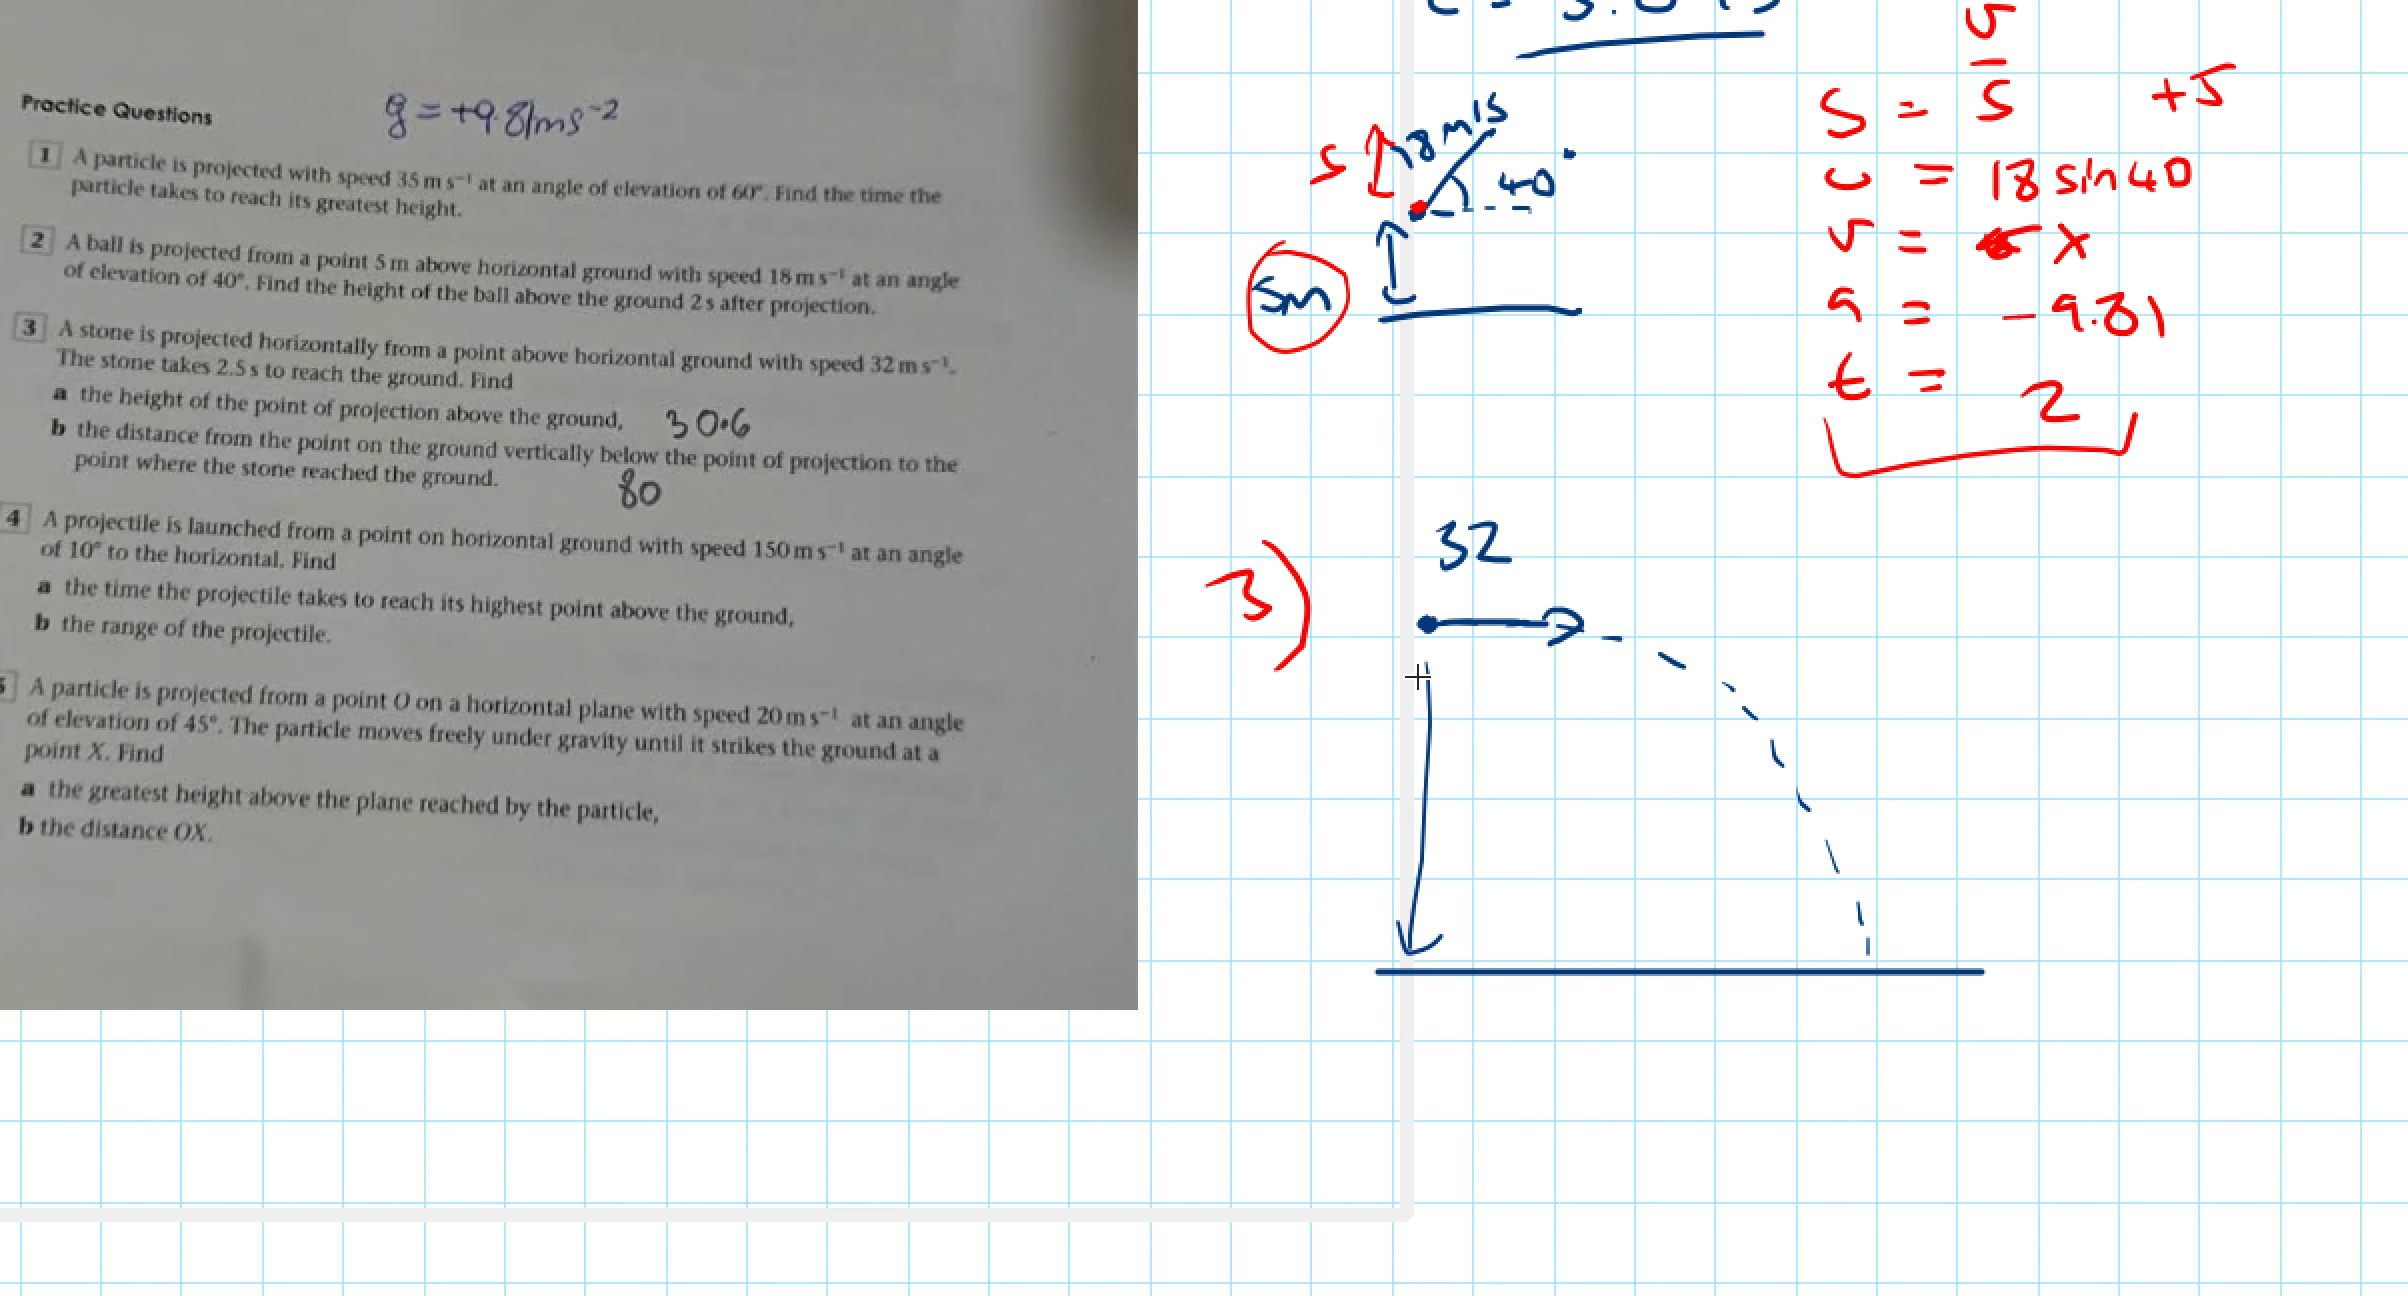 Practice Questions
g = +9.81ms⁻²
1 A particle is projected with speed 35 m s⁻¹ at an angle of elevation of 60°. Find the time the
particle takes to reach its greatest height.
2 A ball is projected from a point 5 m above horizontal ground with speed 18 m s⁻¹ at an angle
of elevation of 40°. Find the height of the ball above the ground 2 s after projection.
3 A stone is projected horizontally from a point above horizontal ground with speed 32 m s⁻¹.
The stone takes 2.5 s to reach the ground. Find
a the height of the point of projection above the ground,
30.6
b the distance from the point on the ground vertically below the point of projection to the
point where the stone reached the ground.
80
4 A projectile is launched from a point on horizontal ground with speed 150 m s⁻¹ at an angle
of 10° to the horizontal. Find
a the time the projectile takes to reach its highest point above the ground,
b the range of the projectile.
A particle is projected from a point O on a horizontal plane with speed 20 m s⁻¹ at an angle
of elevation of 45°. The particle moves freely under gravity until it strikes the ground at a
point X. Find
a the greatest height above the plane reached by the particle,
b the distance OX.
s
18 m/s
40°
5m
S = s +5
u = 18 sin 40
v = x
a = -9.81
t = 2
3)
32